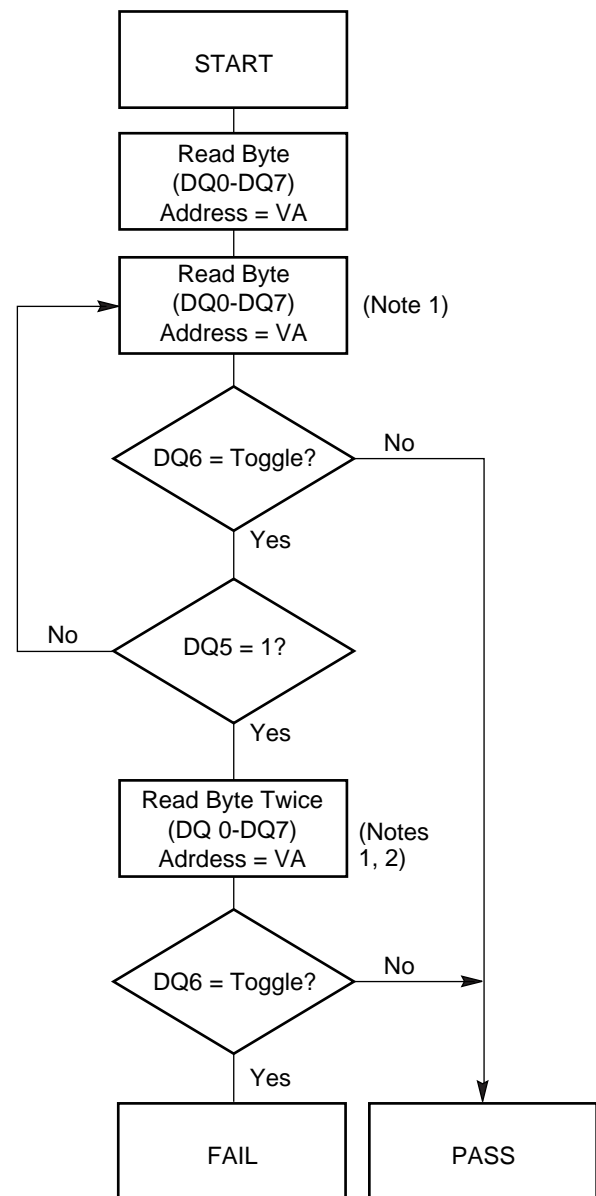 START
Read Byte
(DQ0-DQ7)
Address = VA
Read Byte
(DQ0-DQ7)
Address = VA
(Note 1)
DQ6 = Toggle?
No
Yes
No
DQ5 = 1?
Yes
Read Byte Twice
(DQ 0-DQ7)
Adrdess = VA
(Notes
1, 2)
DQ6 = Toggle?
No
Yes
FAIL
PASS